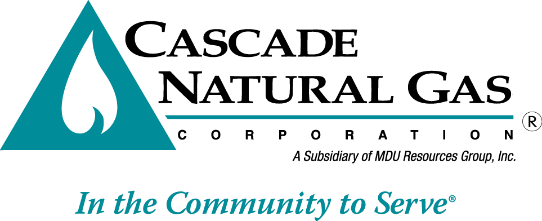 CASCADE
NATURAL GAS
CORPORATION ®
A Subsidiary of MDU Resources Group, Inc.
In the Community to Serve®